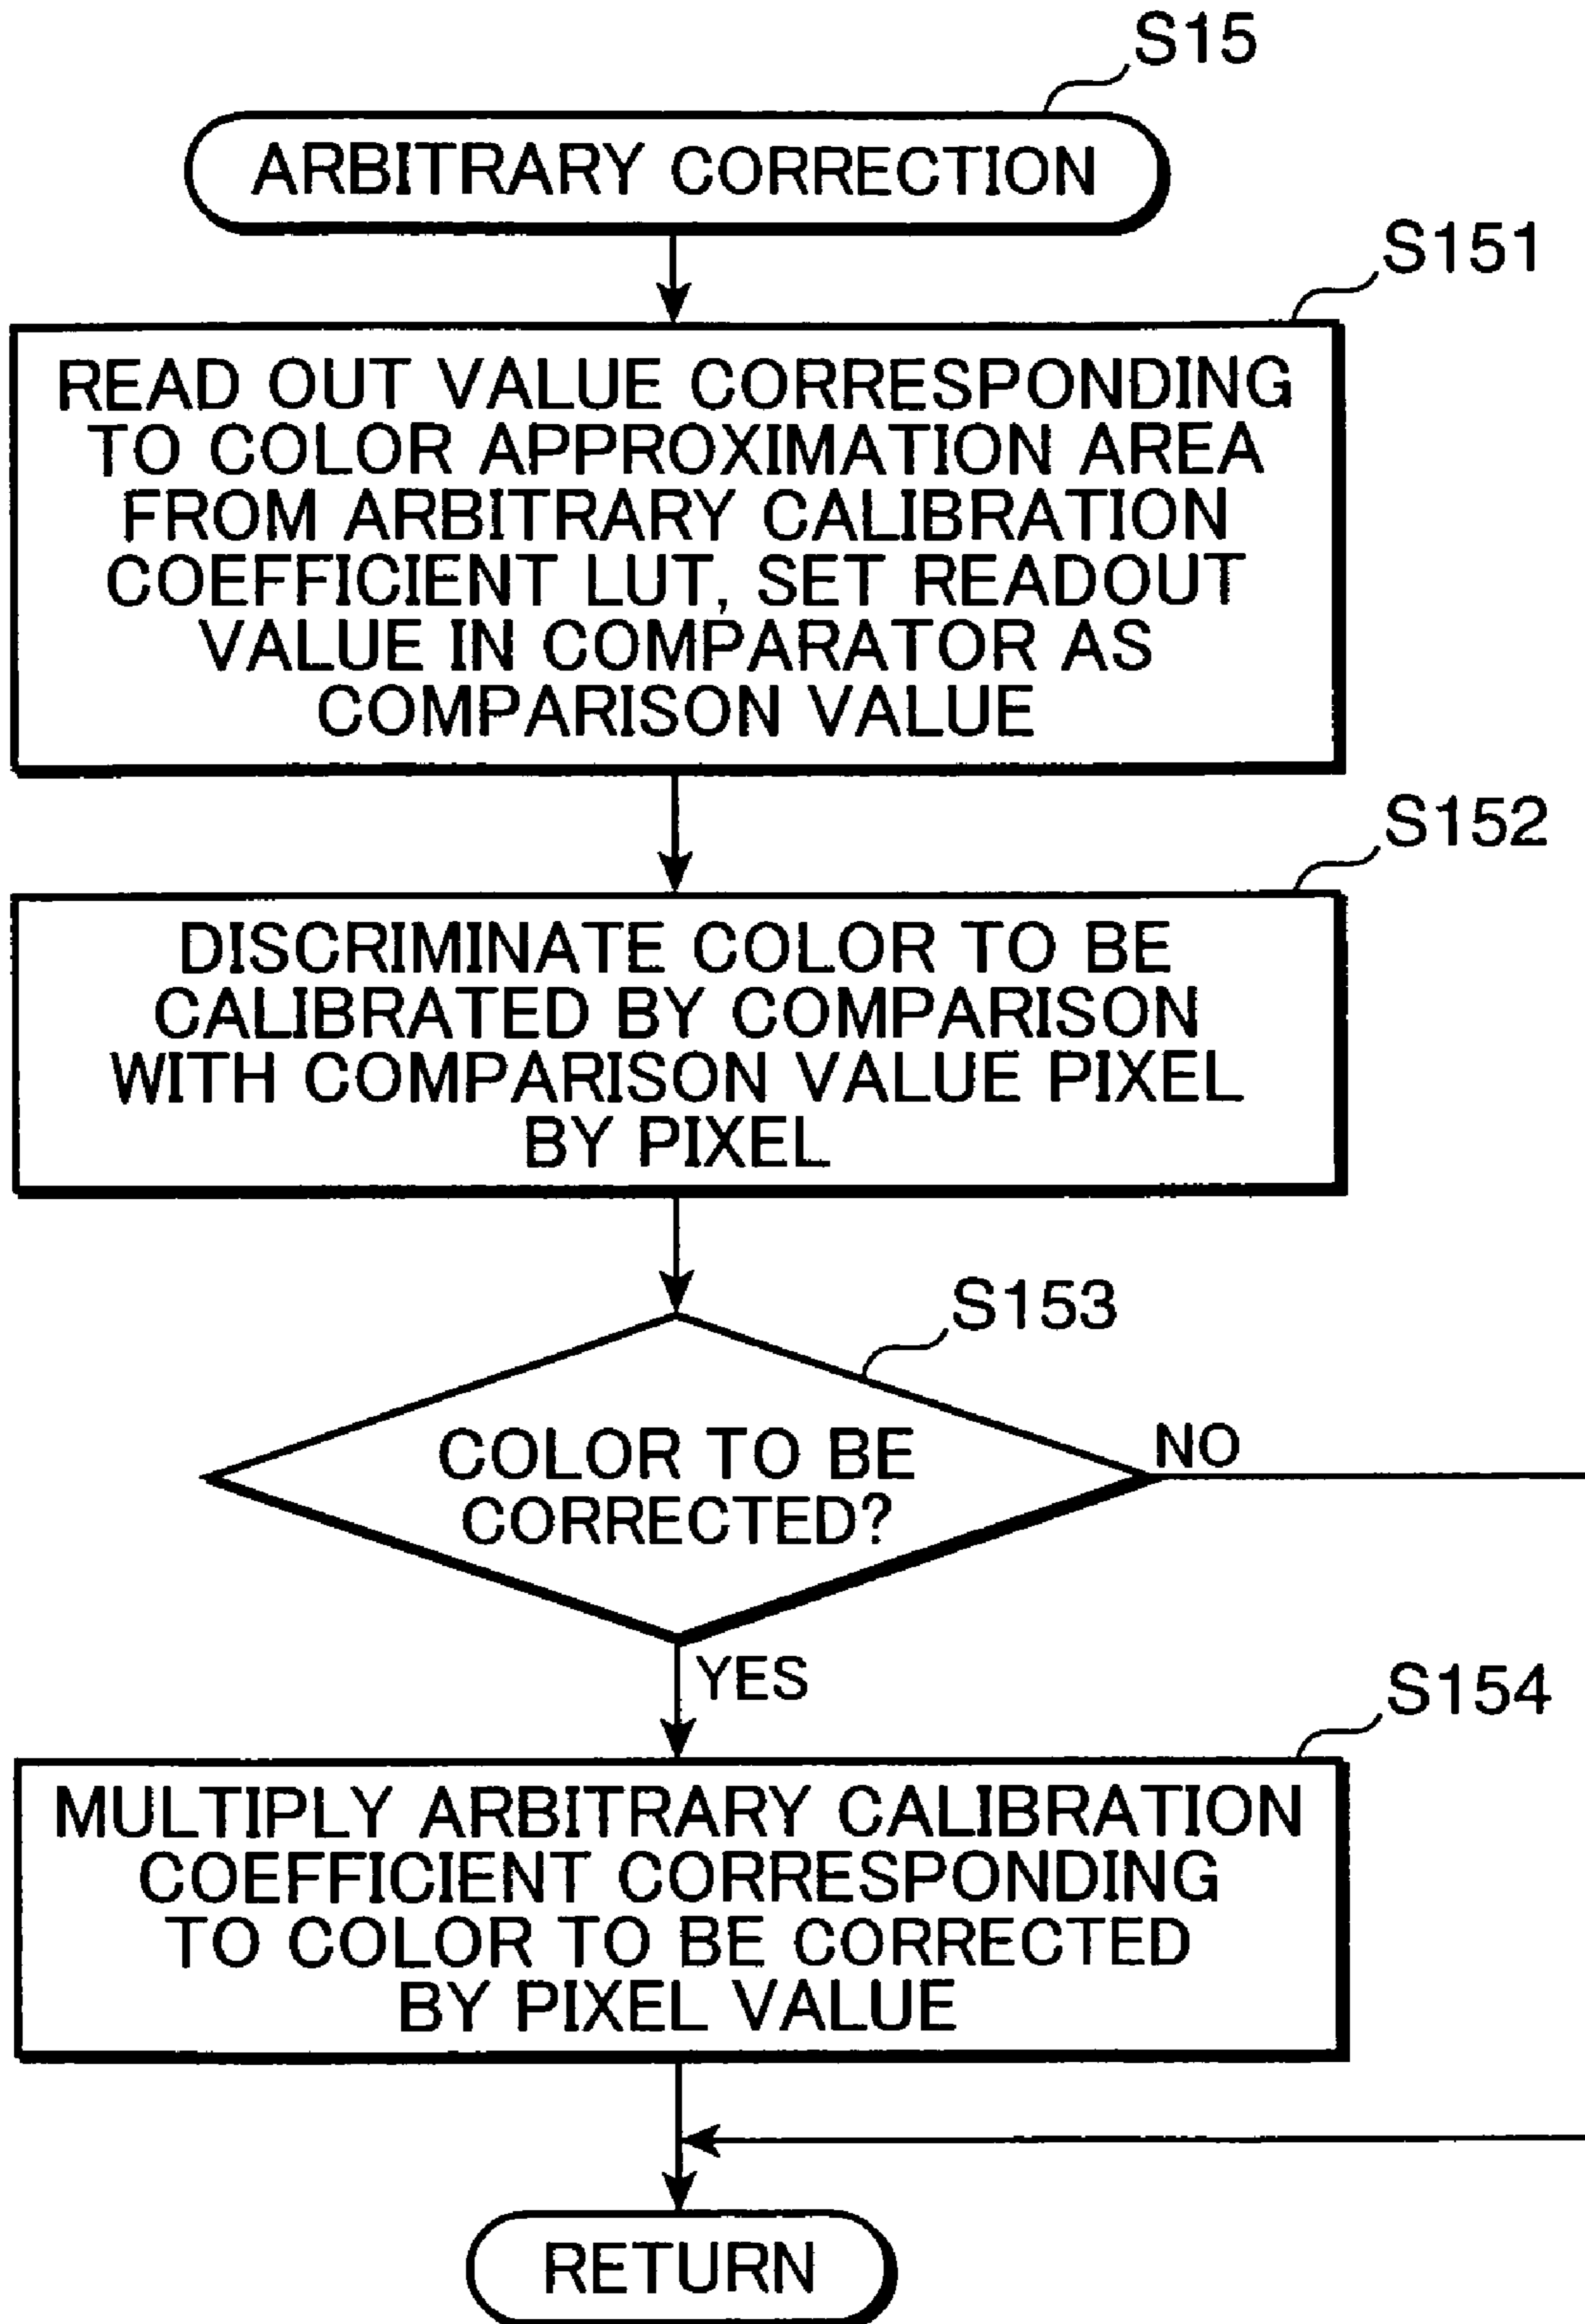 S15
ARBITRARY CORRECTION
S151
READ OUT VALUE CORRESPONDING
TO COLOR APPROXIMATION AREA
FROM ARBITRARY CALIBRATION
COEFFICIENT LUT, SET READOUT
VALUE IN COMPARATOR AS
COMPARISON VALUE
S152
DISCRIMINATE COLOR TO BE
CALIBRATED BY COMPARISON
WITH COMPARISON VALUE PIXEL
BY PIXEL
S153
COLOR TO BE
CORRECTED?
NO
YES
S154
MULTIPLY ARBITRARY CALIBRATION
COEFFICIENT CORRESPONDING
TO COLOR TO BE CORRECTED
BY PIXEL VALUE
RETURN